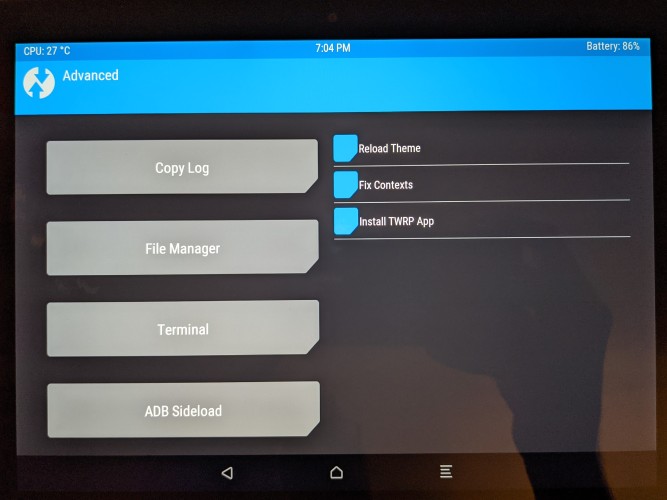 CPU: 27 °C
7:04 PM
Battery: 86%
Advanced
Copy Log
File Manager
Terminal
ADB Sideload
Reload Theme
Fix Contexts
Install TWRP App